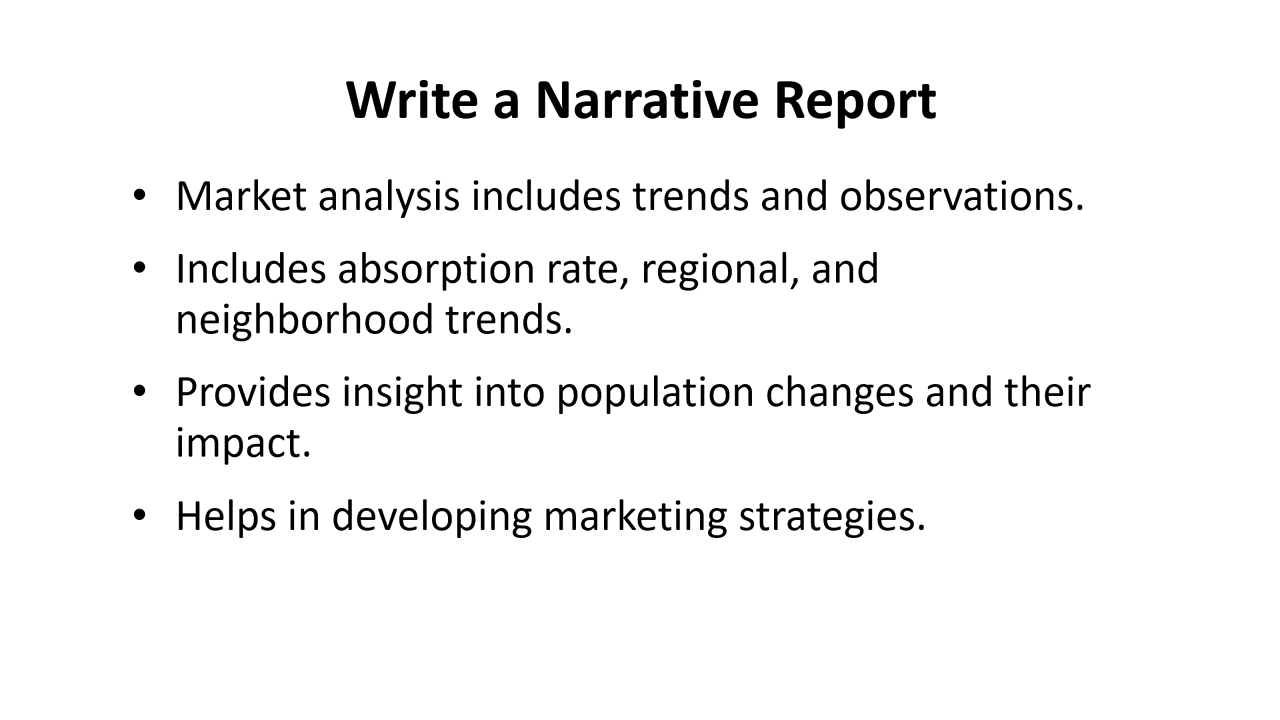 Write a Narrative Report
• Market analysis includes trends and observations.
• Includes absorption rate, regional, and
neighborhood trends.
• Provides insight into population changes and their
impact.
• Helps in developing marketing strategies.